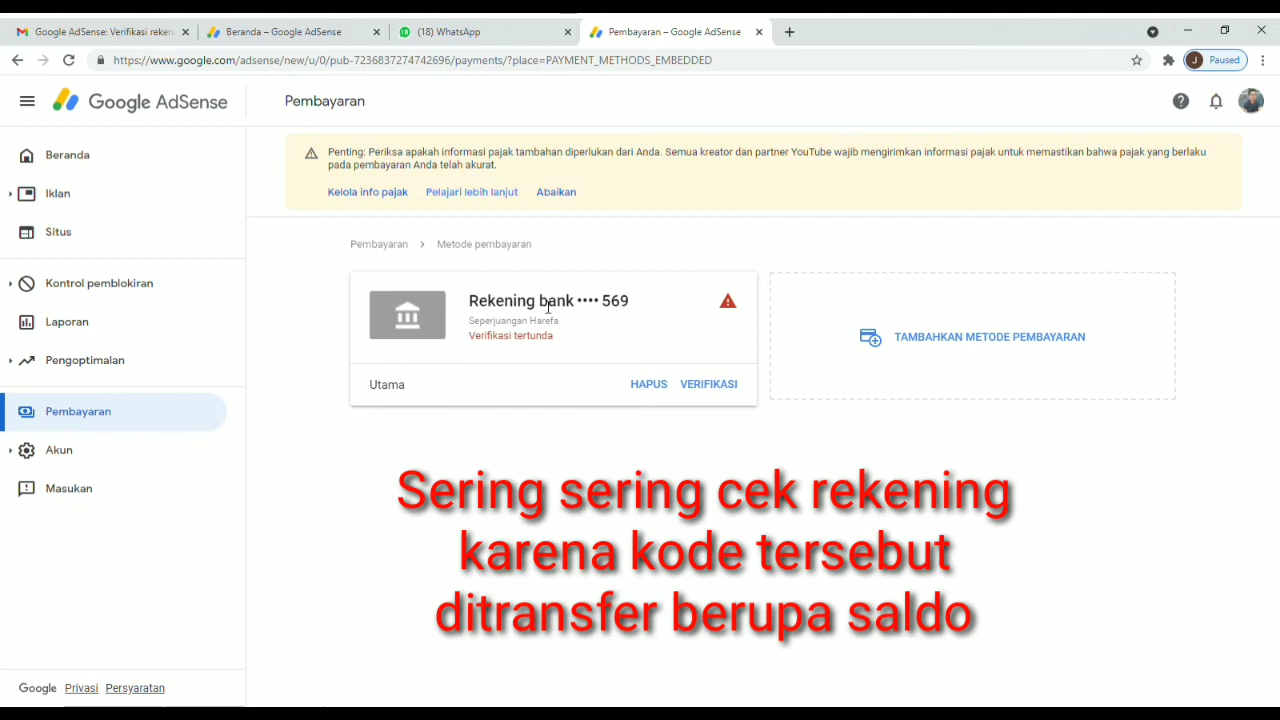 Google AdSense: Verifikasi reken
Beranda – Google AdSense
(18) WhatsApp
Pembayaran – Google AdSense
https://www.google.com/adsense/new/u/0/pub-7236837274742696/payments/?place=PAYMENT_METHODS_EMBEDDED
J Paused
Google AdSense
Pembayaran
Penting: Periksa apakah informasi pajak tambahan diperlukan dari Anda. Semua kreator dan partner YouTube wajib mengirimkan informasi pajak untuk memastikan bahwa pajak yang berlaku
pada pembayaran Anda telah akurat.
Kelola info pajak Pelajari lebih lanjut Abaikan
Beranda
Iklan
Situs
Kontrol pemblokiran
Laporan
Pengoptimalan
Pembayaran
Akun
Masukan
Google Privasi Persyaratan
Pembayaran > Metode pembayaran
Rekening bank •••• 569
Seperjuangan Harefa
Verifikasi tertunda
Utama HAPUS VERIFIKASI
TAMBAHKAN METODE PEMBAYARAN
Sering sering cek rekening
karena kode tersebut
ditransfer berupa saldo